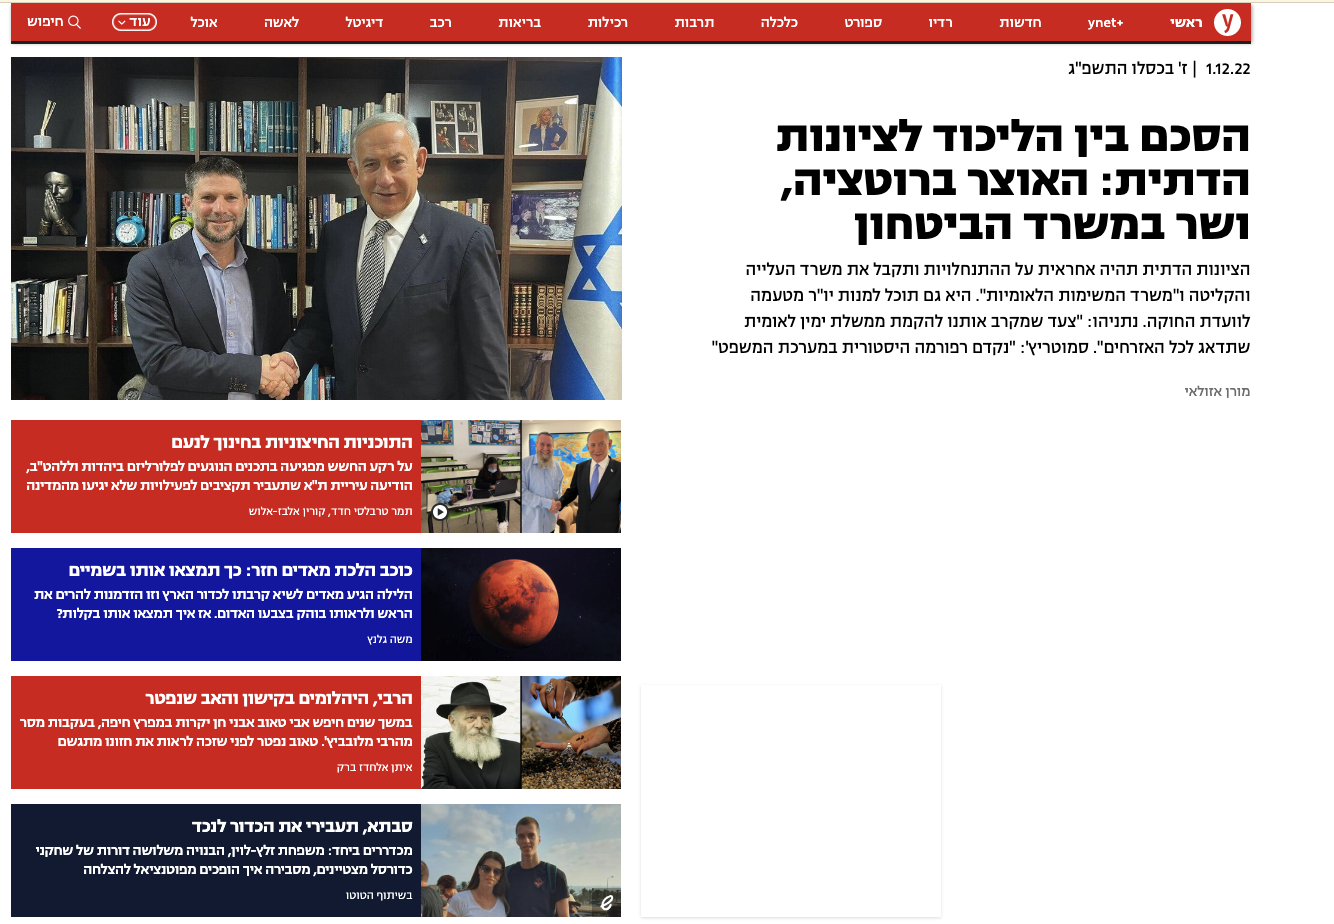 ראשי
ynet+
חדשות
רדיו
ספורט
כלכלה
תרבות
רכילות
בריאות
רכב
דיגיטל
לאשה
אוכל
עוד
חיפוש
1.12.22 | ז' בכסלו התשפ"ג
הסכם בין הליכוד לציונות
הדתית: האוצר ברוטציה,
ושר במשרד הביטחון
הציונות הדתית תהיה אחראית על ההתנחלויות ותקבל את משרד העלייה
והקליטה ו"משרד המשימות הלאומיות". היא גם תוכל למנות יו"ר מטעמה
לוועדת החוקה. נתניהו: "צעד שמקרב אותנו להקמת ממשלת ימין לאומית
שתדאג לכל האזרחים". סמוטריץ': "נקדם רפורמה היסטורית במערכת המשפט"
מורן אזולאי
התוכניות החיצוניות בחינוך לנעם
על רקע החשש מפגיעה בתכנים הנוגעים לפלורליזם ביהדות וללהט"ב,
הודיעה עיריית ת"א שתעביר תקציבים לפעילויות שלא יגיעו מהמדינה
תמר טרבלסי חדד, קורין אלבז-אלוש
כוכב הלכת מאדים חזר: כך תמצאו אותו בשמיים
הלילה הגיע מאדים לשיא קרבתו לכדור הארץ וזו הזדמנות להרים את
הראש ולראותו בוהק בצבעו האדום. אז איך תמצאו אותו בקלות?
משה גלנץ
הרבי, היהלומים בקישון והאב שנפטר
במשך שנים חיפש אבי טאוב אבני חן יקרות במפרץ חיפה, בעקבות מסר
מהרבי מלובביץ'. טאוב נפטר לפני שזכה לראות את חזונו מתגשם
איתן אלחדז ברק
סבתא, תעבירי את הכדור לנכד
מכדררים ביחד: משפחת זלץ-לוין, הבנויה משלושה דורות של שחקני
כדורסל מצטיינים, מסבירה איך הופכים מפוטנציאל להצלחה
בשיתוף הטוטו